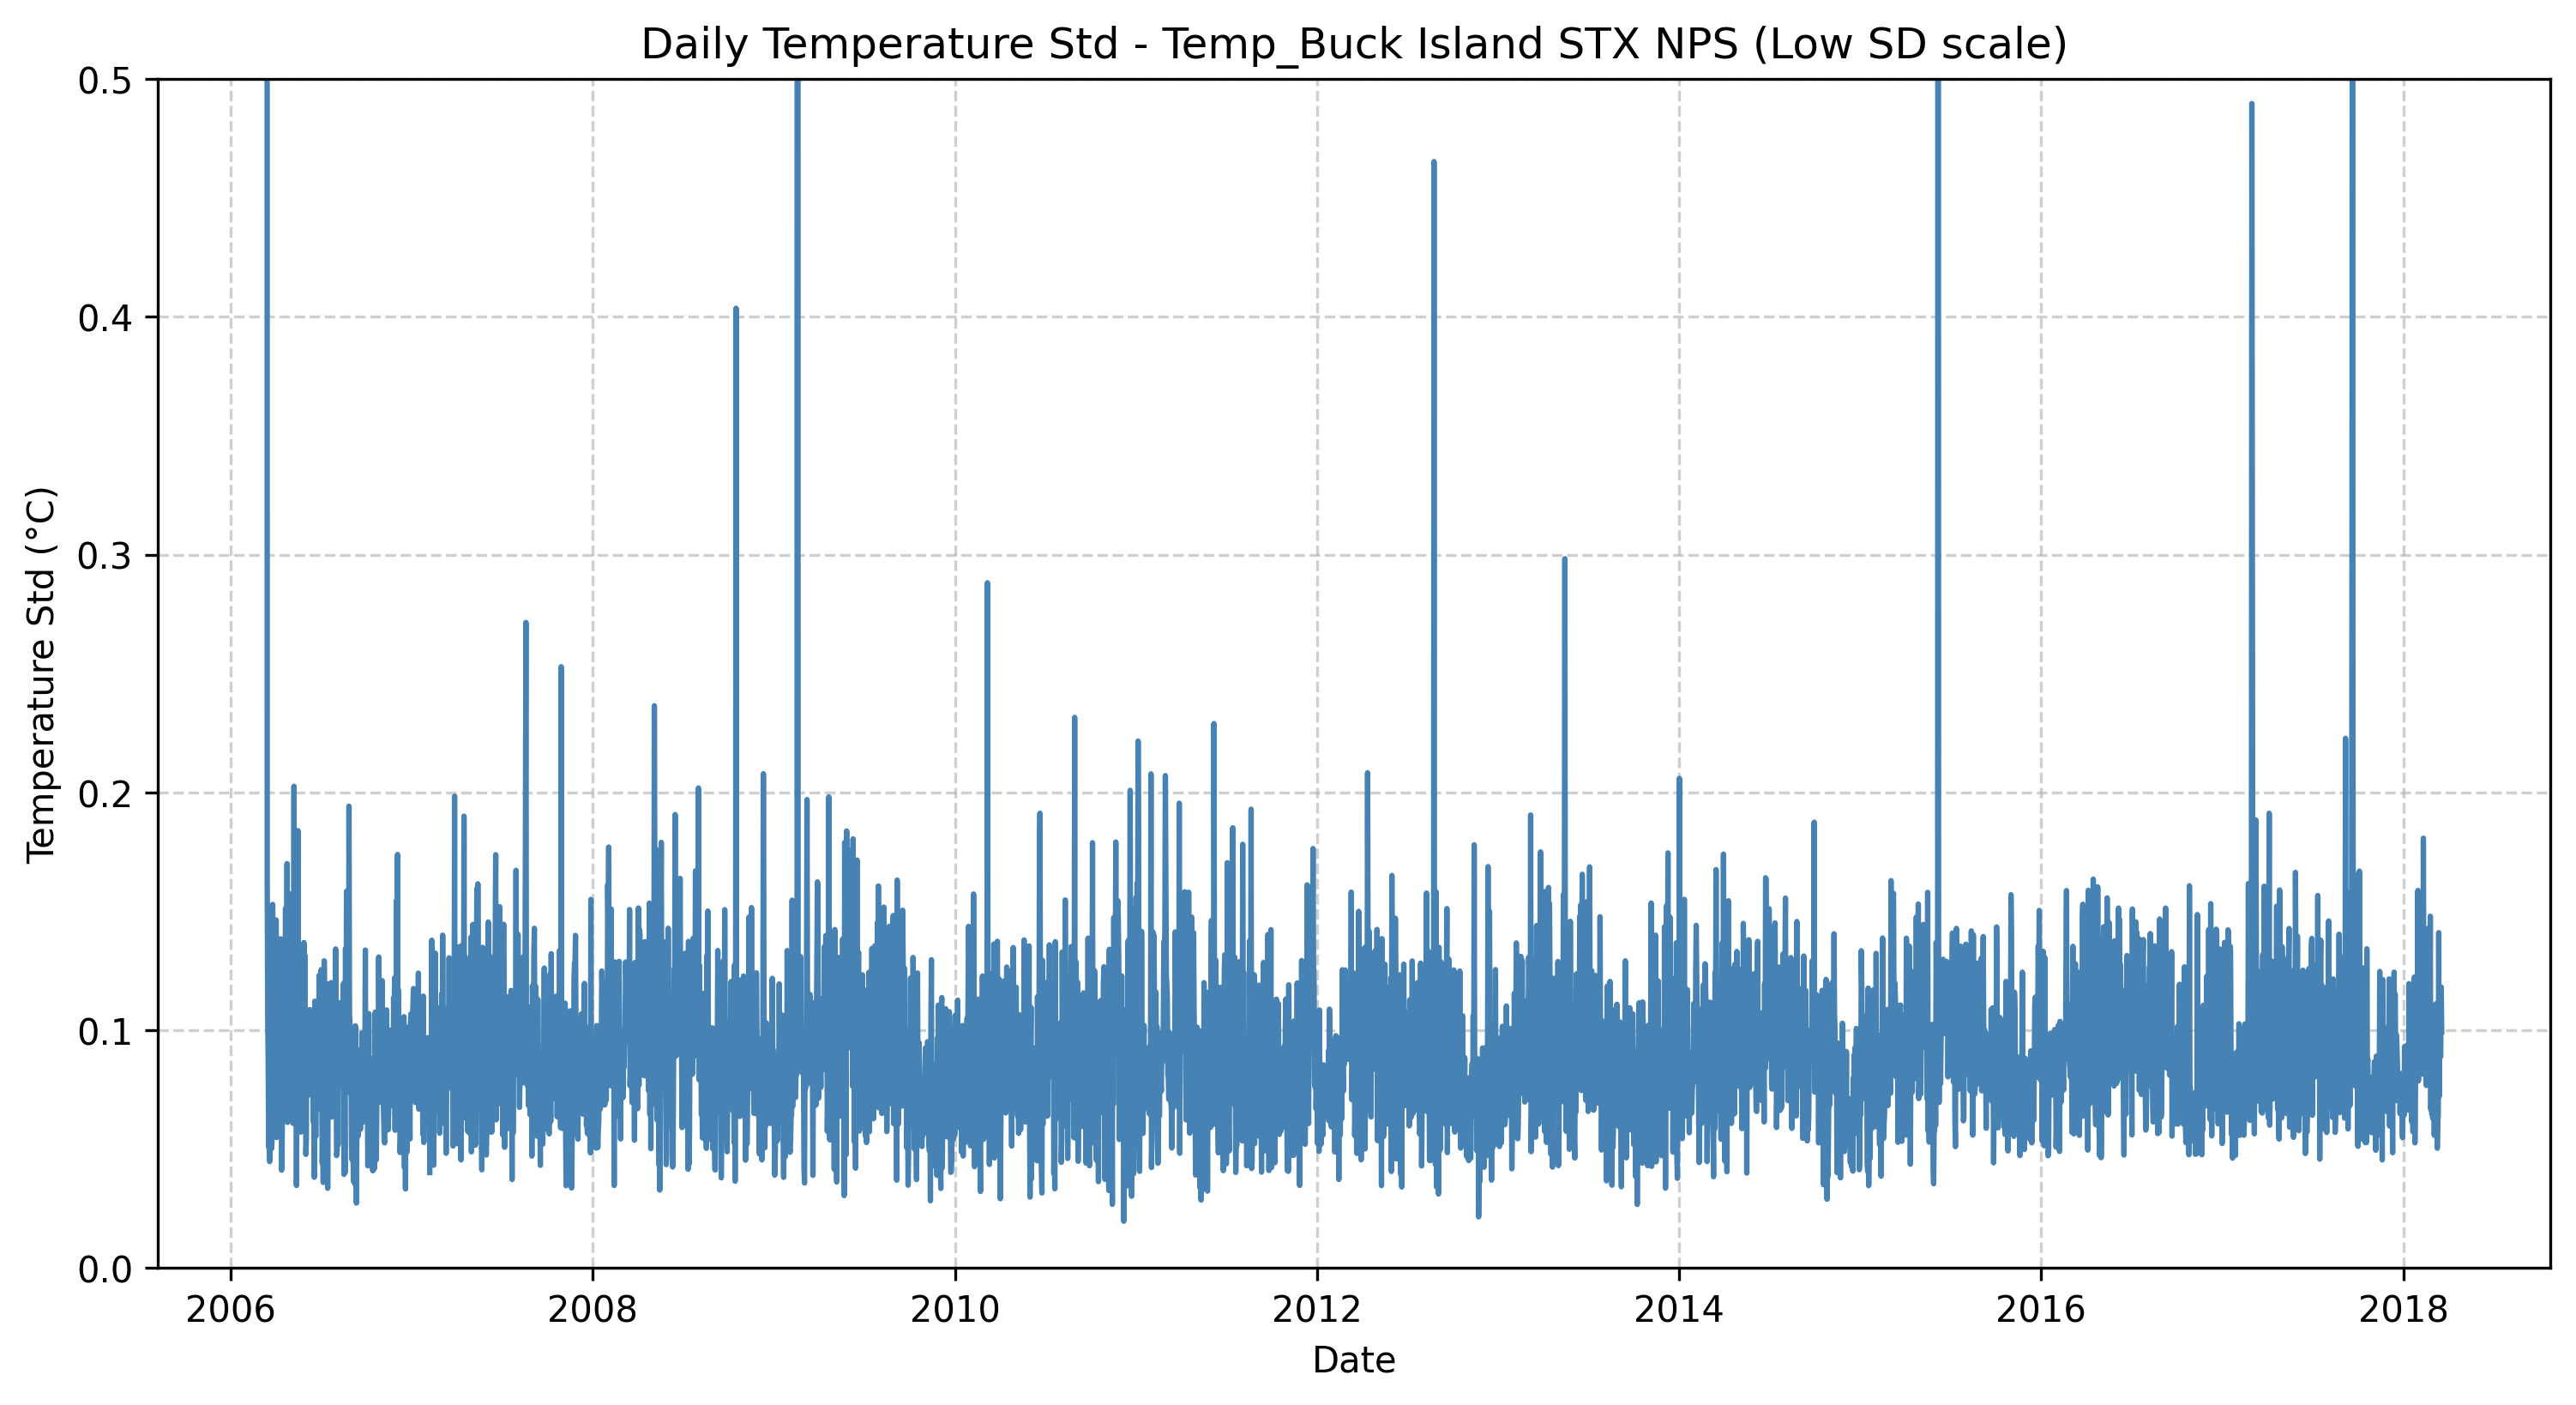 Daily Temperature Std - Temp_Buck Island STX NPS (Low SD scale)
0.5
0.4
0.3
0.2
0.1
0.0
Temperature Std (°C)
2006 2008 2010 2012 2014 2016 2018
Date